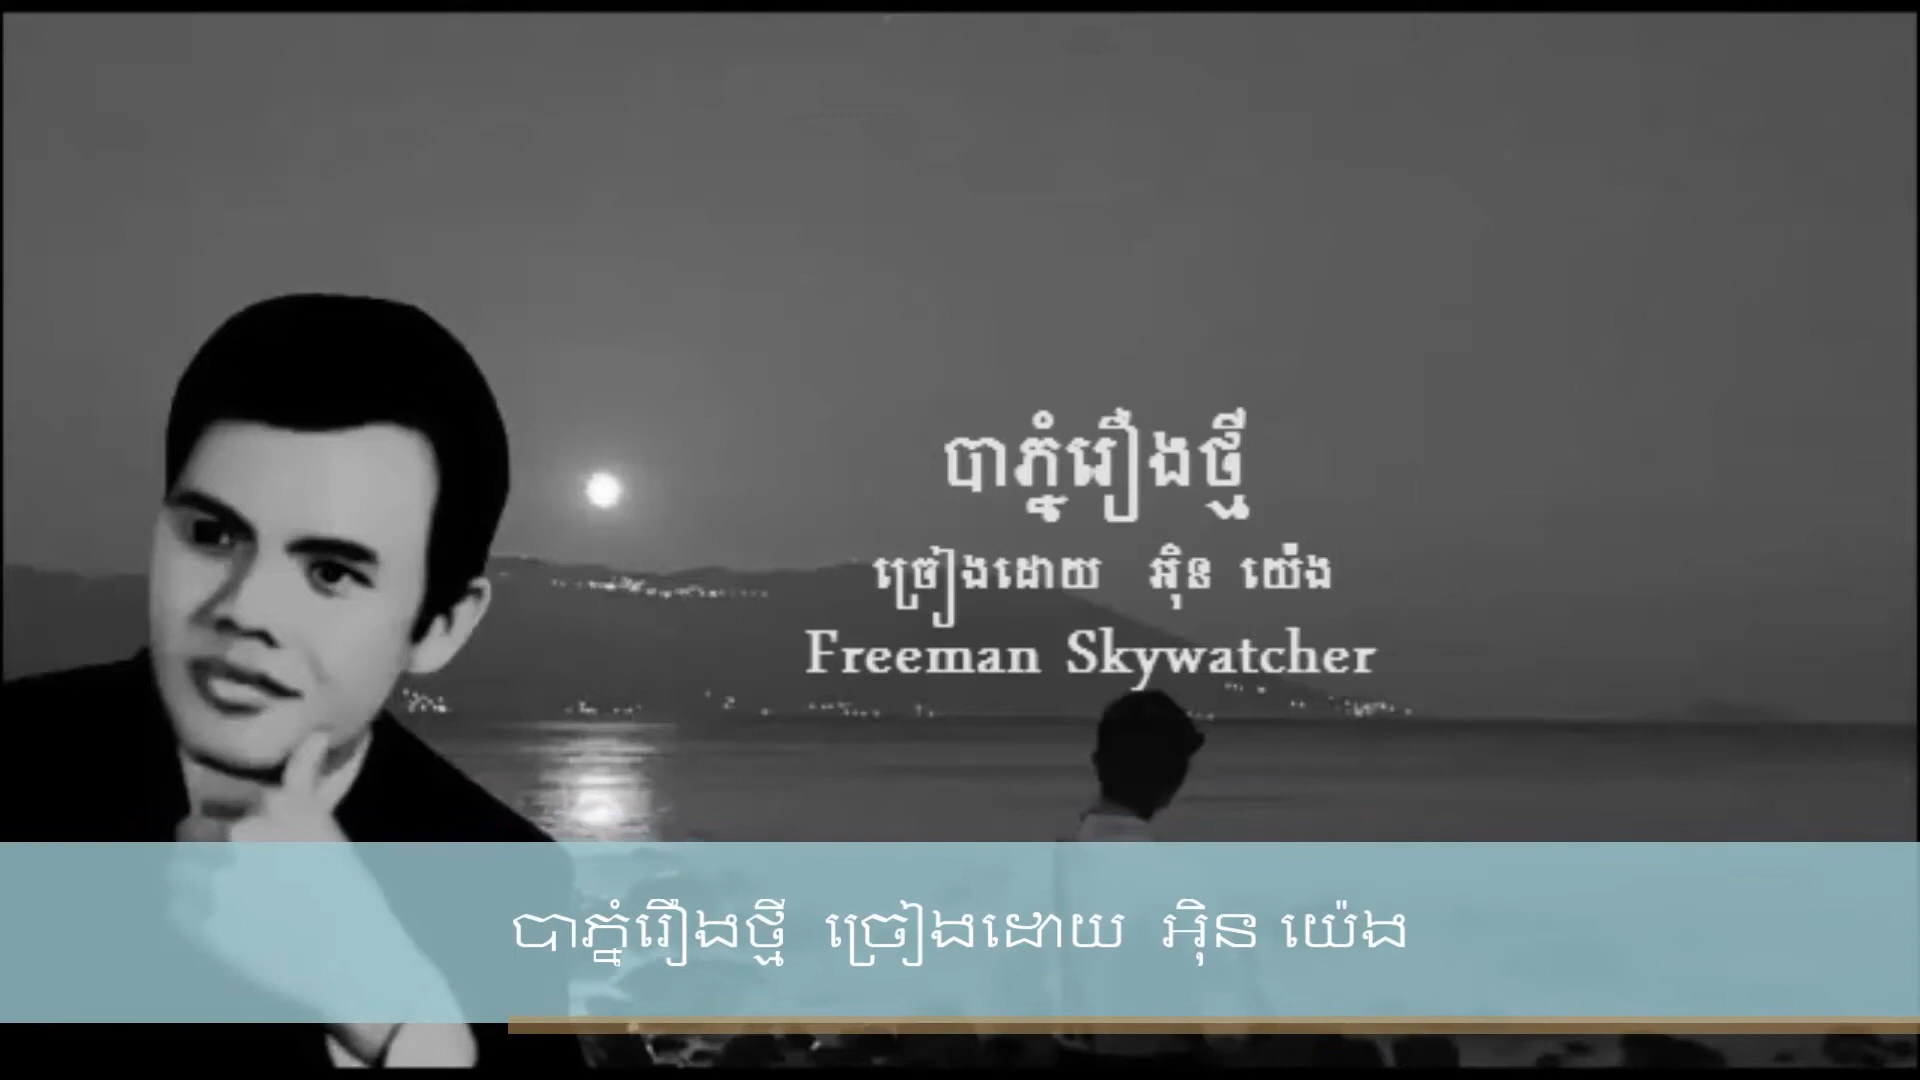 បាភ្នំរឿងថ្មី
ច្រៀងដោយ អ៊ិន យ៉េង
Freeman Skywatcher
បាភ្នំរឿងថ្មី ច្រៀងដោយ អ៊ិន យ៉េង